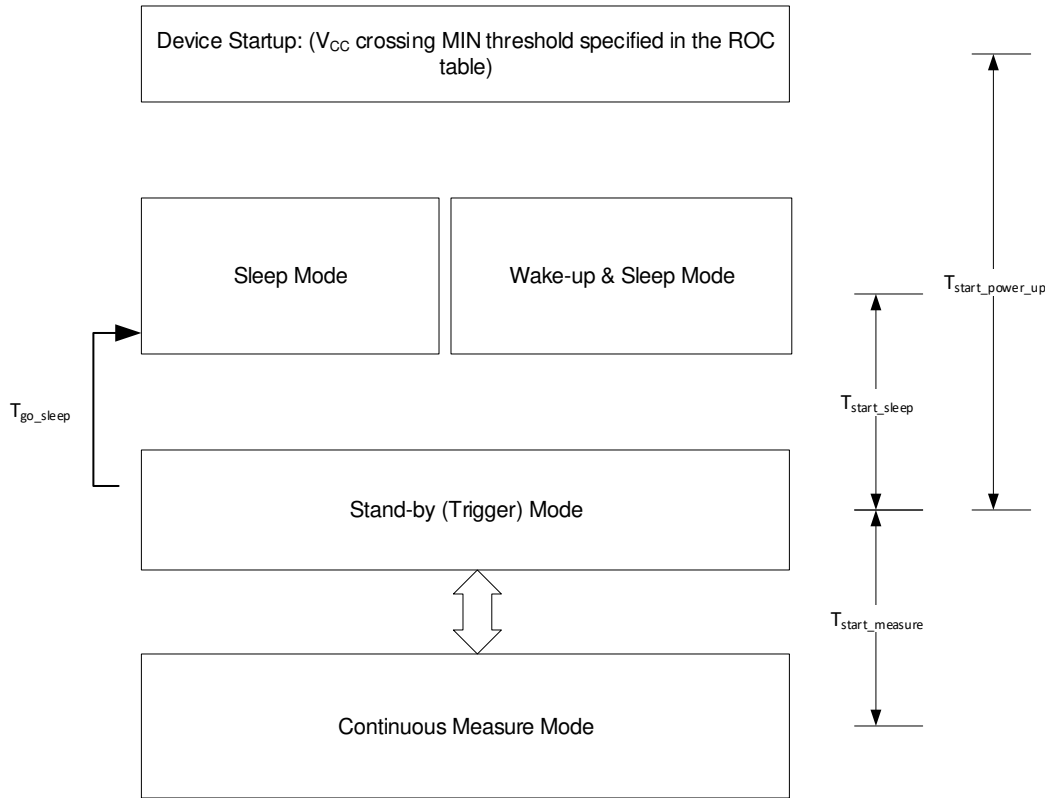 Device Startup: (VCC crossing MIN threshold specified in the ROC
table)
Sleep Mode
Wake-up & Sleep Mode
Tstart_power_up
Tgo_sleep
Tstart_sleep
Stand-by (Trigger) Mode
Tstart_measure
Continuous Measure Mode